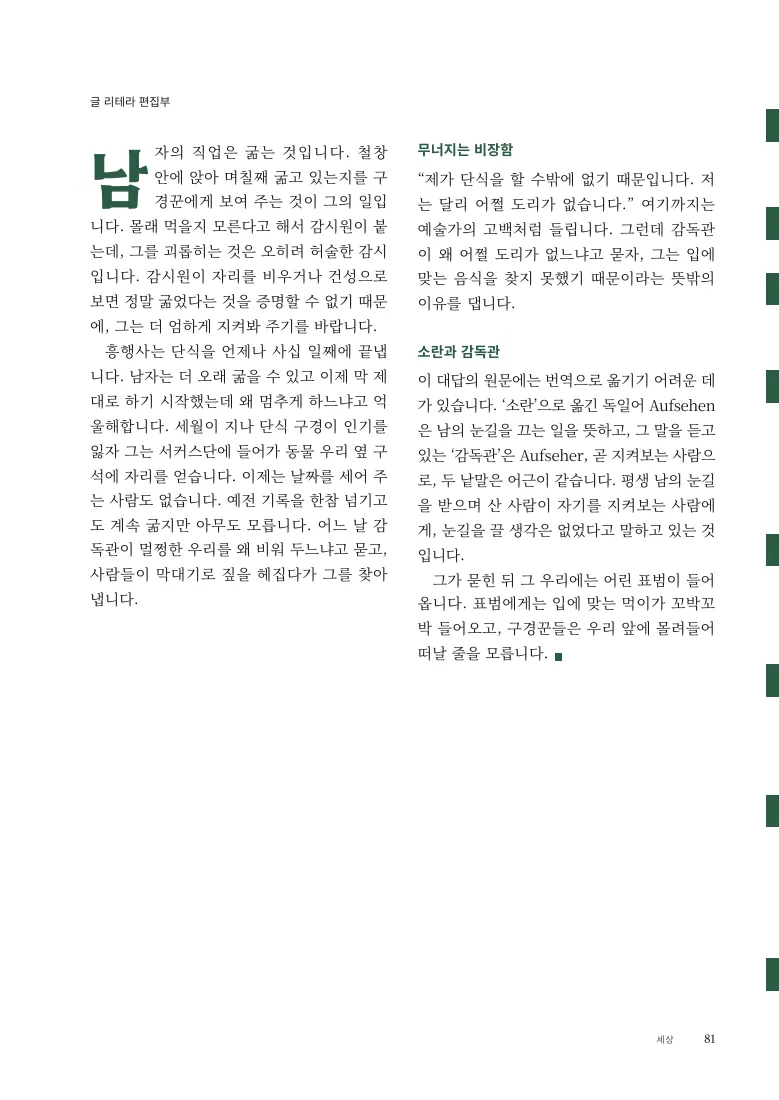 글 리테라 편집부
남자의 직업은 굶는 것입니다. 철창
안에 앉아 며칠째 굶고 있는지를 구
경꾼에게 보여 주는 것이 그의 일입
니다. 몰래 먹을지 모른다고 해서 감시원이 붙
는데, 그를 괴롭히는 것은 오히려 허술한 감시
입니다. 감시원이 자리를 비우거나 건성으로
보면 정말 굶었다는 것을 증명할 수 없기 때문
에, 그는 더 엄하게 지켜봐 주기를 바랍니다.
흥행사는 단식을 언제나 사십 일째에 끝냅
니다. 남자는 더 오래 굶을 수 있고 이제 막 제
대로 하기 시작했는데 왜 멈추게 하느냐고 억
울해합니다. 세월이 지나 단식 구경이 인기를
잃자 그는 서커스단에 들어가 동물 우리 옆 구
석에 자리를 얻습니다. 이제는 날짜를 세어 주
는 사람도 없습니다. 예전 기록을 한참 넘기고
도 계속 굶지만 아무도 모릅니다. 어느 날 감
독관이 멀쩡한 우리를 왜 비워 두느냐고 묻고,
사람들이 막대기로 짚을 헤집다가 그를 찾아
냅니다.
무너지는 비장함
“제가 단식을 할 수밖에 없기 때문입니다. 저
는 달리 어쩔 도리가 없습니다.” 여기까지는
예술가의 고백처럼 들립니다. 그런데 감독관
이 왜 어쩔 도리가 없느냐고 묻자, 그는 입에
맞는 음식을 찾지 못했기 때문이라는 뜻밖의
이유를 댑니다.
소란과 감독관
이 대답의 원문에는 번역으로 옮기기 어려운 데
가 있습니다. ‘소란’으로 옮긴 독일어 Aufsehen
은 남의 눈길을 끄는 일을 뜻하고, 그 말을 듣고
있는 ‘감독관’은 Aufseher, 곧 지켜보는 사람으
로, 두 낱말은 어근이 같습니다. 평생 남의 눈길
을 받으며 산 사람이 자기를 지켜보는 사람에
게, 눈길을 끌 생각은 없었다고 말하고 있는 것
입니다.
그가 묻힌 뒤 그 우리에는 어린 표범이 들어
옵니다. 표범에게는 입에 맞는 먹이가 꼬박꼬
박 들어오고, 구경꾼들은 우리 앞에 몰려들어
떠날 줄을 모릅니다.
세상 81